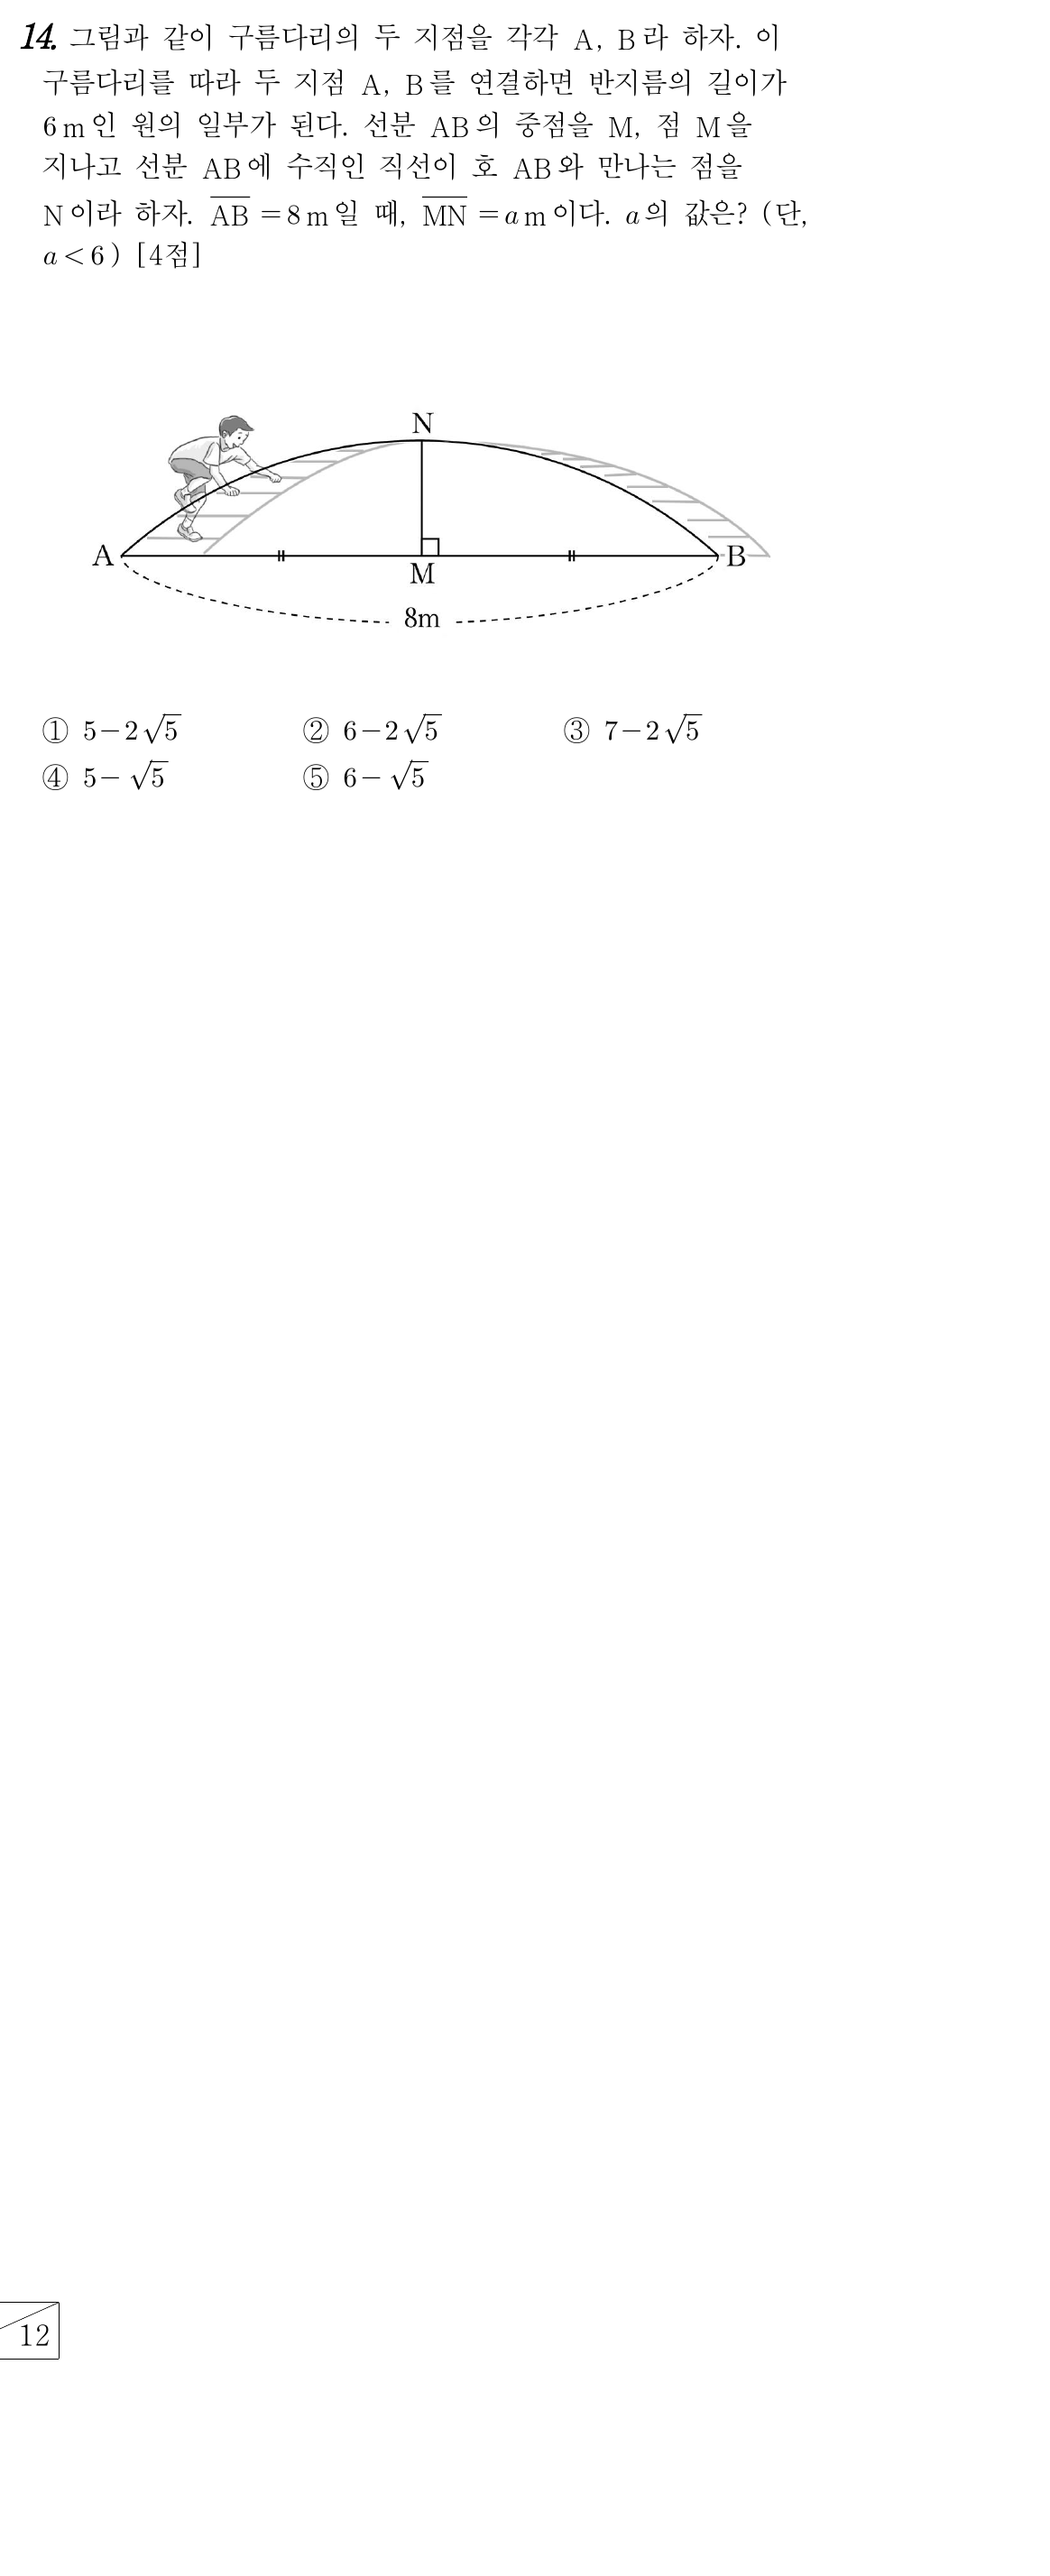 14. 그림과 같이 구름다리의 두 지점을 각각 A, B라 하자. 이
구름다리를 따라 두 지점 A, B를 연결하면 반지름의 길이가
6m인 원의 일부가 된다. 선분 AB의 중점을 M, 점 M을
지나고 선분 AB에 수직인 직선이 호 AB와 만나는 점을
N이라 하자. \overline{AB} = 8m일 때, \overline{MN} = a m이다. a의 값은? (단,
a < 6) [4점]
N
A
B
M
8m
① 5-2√5 ② 6-2√5 ③ 7-2√5
④ 5-√5 ⑤ 6-√5
12